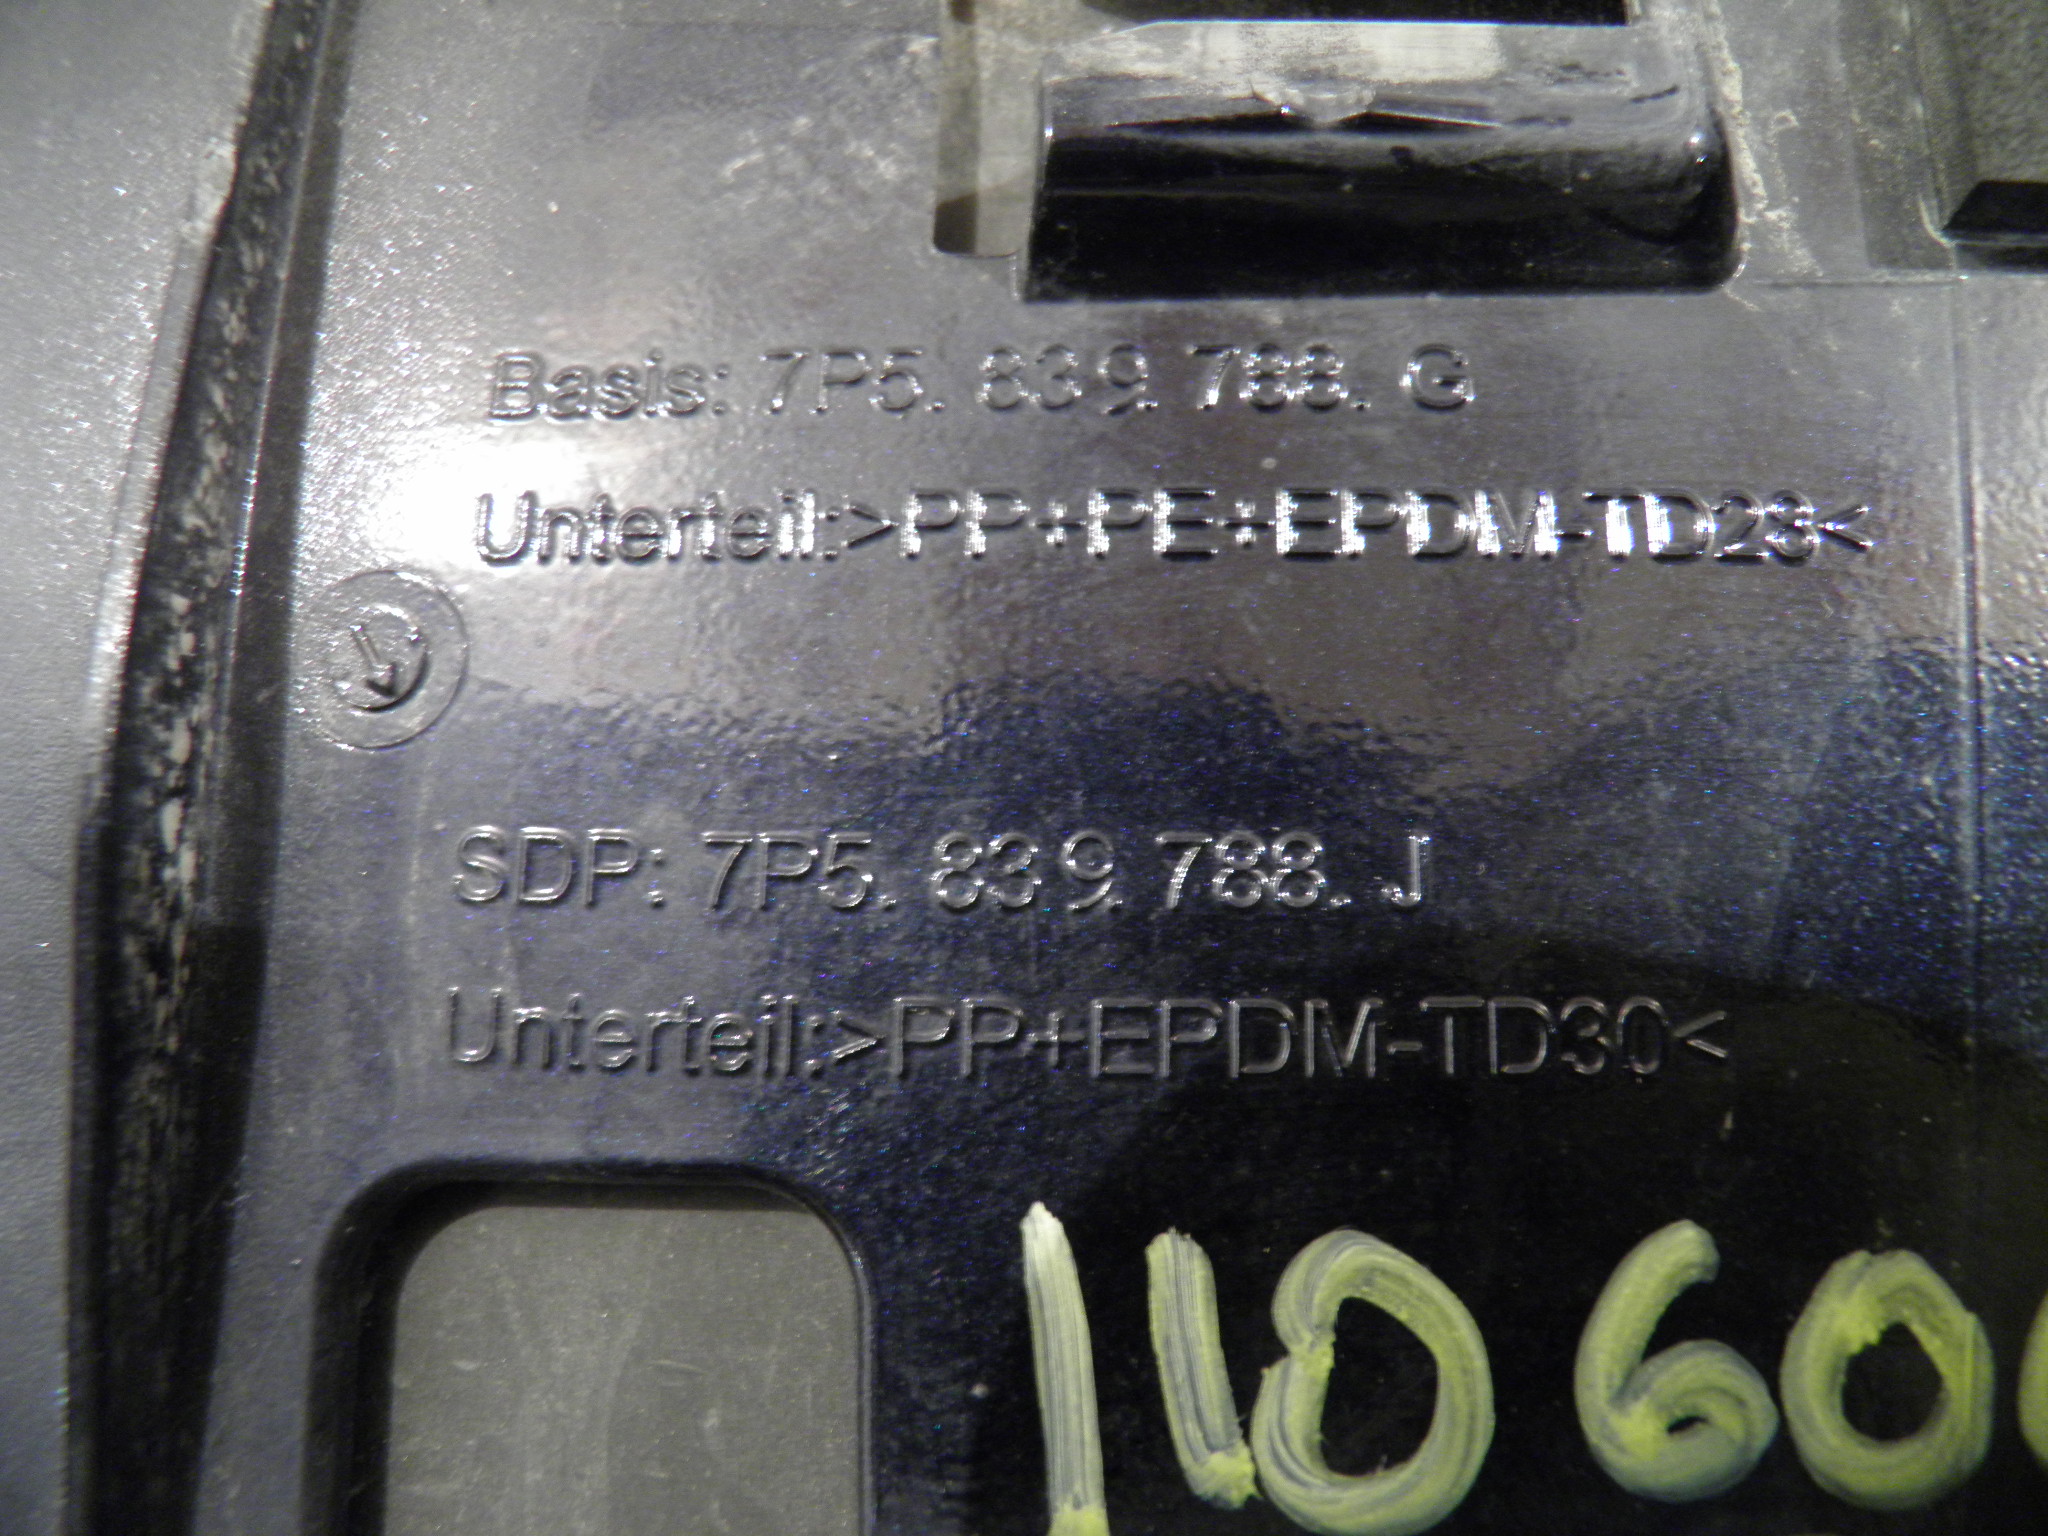 Basis: 7P5. 839. 788. G
Unterteil:>PP+PE+EPDM-TD23<
SDP: 7P5. 839. 788. J
Unterteil:>PP+EPDM-TD30<